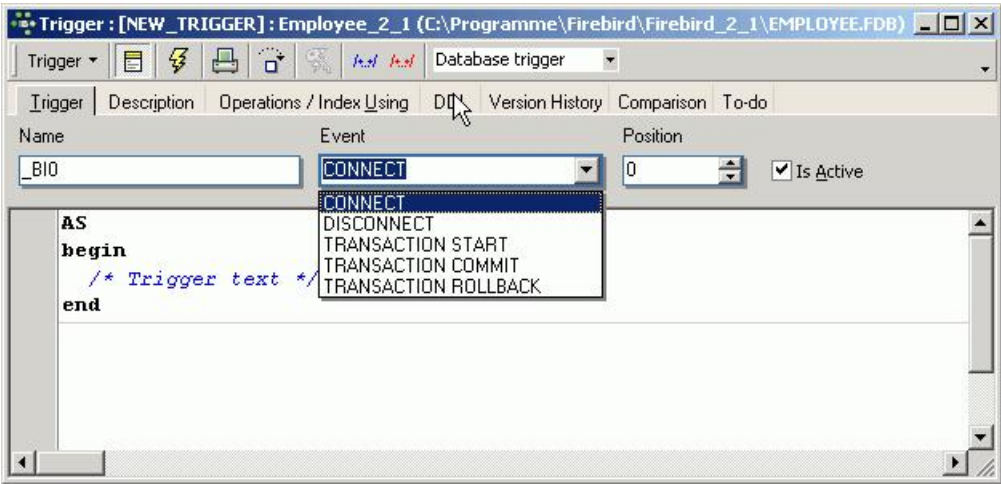 Trigger : [NEW_TRIGGER] : Employee_2_1 (C:\Programme\Firebird\Firebird_2_1\EMPLOYEE.FDB)
Trigger Database trigger
Trigger Description Operations / Index Using Version History Comparison To-do
Name Event Position
_BIO CONNECT 0 Is Active
CONNECT
DISCONNECT
TRANSACTION START
TRANSACTION COMMIT
TRANSACTION ROLLBACK
AS
begin
/* Trigger text */
end